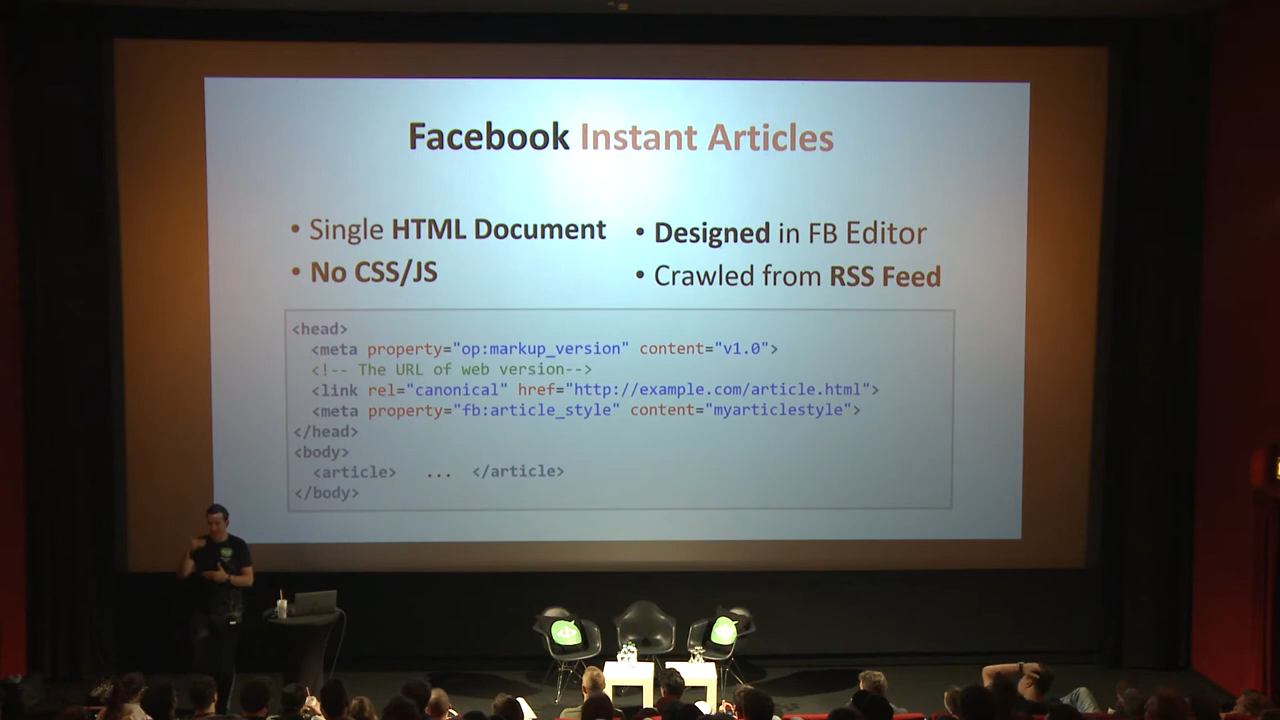 Facebook Instant Articles
• Single HTML Document
• No CSS/JS
• Designed in FB Editor
• Crawled from RSS Feed
<head>
<meta property="op:markup_version" content="v1.0">
<!-- The URL of web version-->
<link rel="canonical" href="http://example.com/article.html">
<meta property="fb:article_style" content="myarticlestyle">
</head>
<body>
<article> ... </article>
</body>